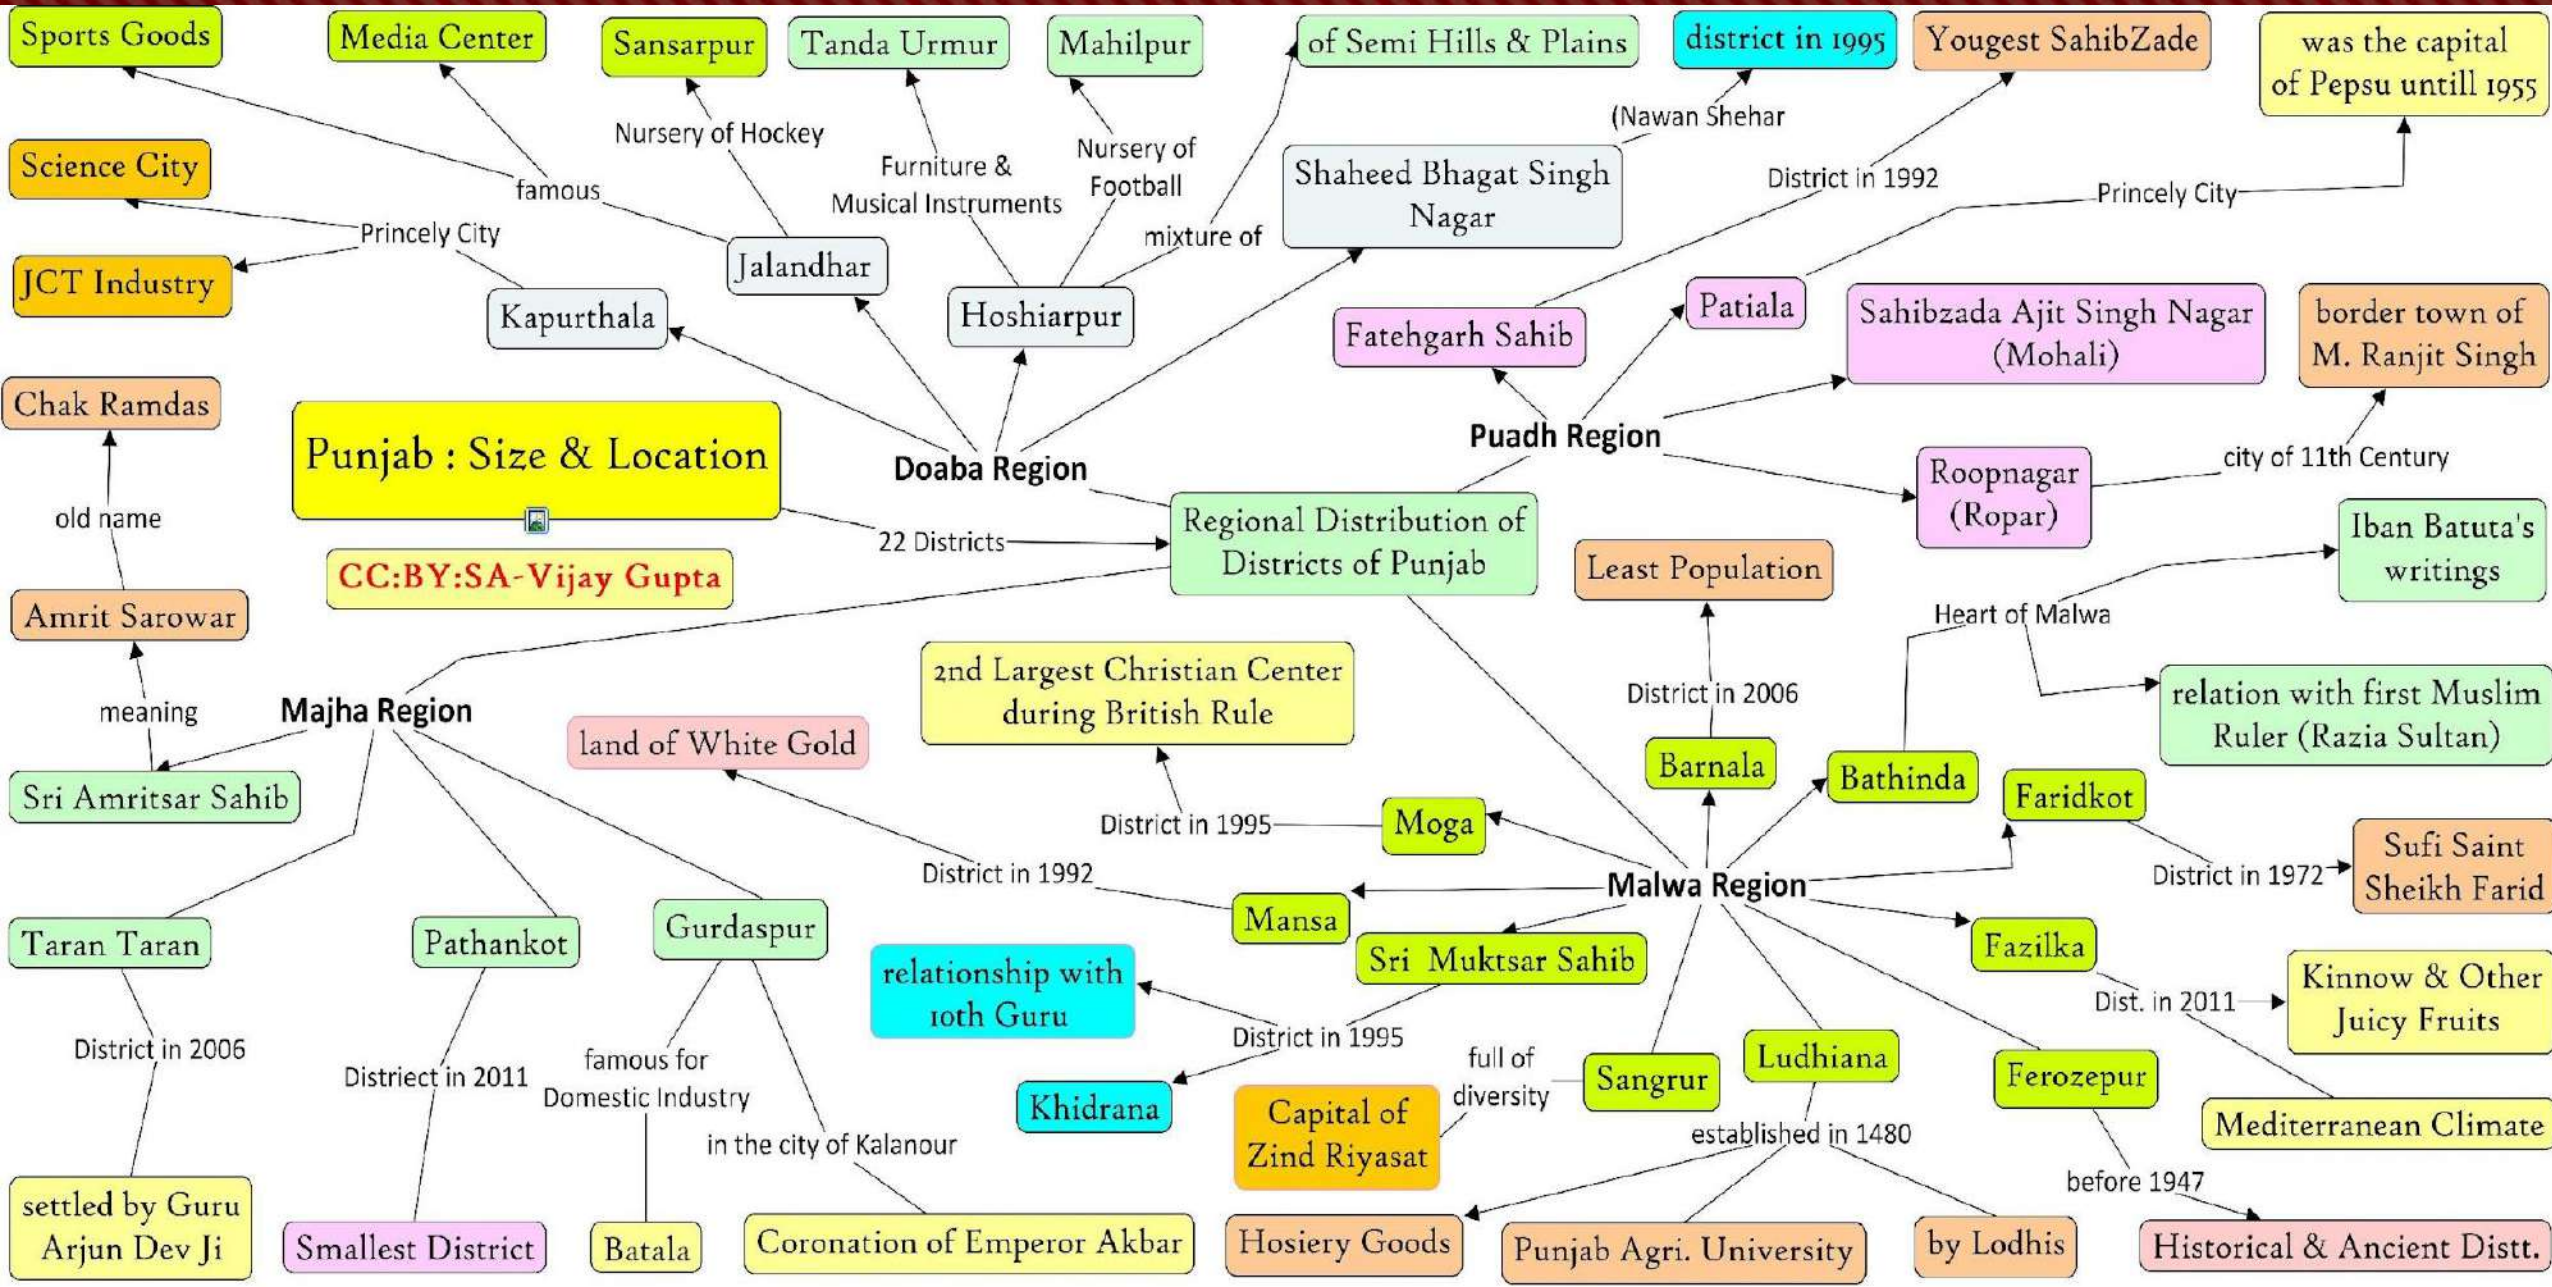 Sports Goods
Media Center
Sansarpur
Tanda Urmur
Mahilpur
of Semi Hills & Plains
district in 1995
Yougest SahibZade
was the capital
of Pepsu untill 1955
Nursery of Hockey
Furniture &
Musical Instruments
Nursery of
Football
(Nawan Shehar
Science City
famous
Shaheed Bhagat Singh
Nagar
District in 1992
Princely City
Princely City
mixture of
JCT Industry
Jalandhar
Kapurthala
Hoshiarpur
Fatehgarh Sahib
Patiala
Sahibzada Ajit Singh Nagar
(Mohali)
border town of
M. Ranjit Singh
Chak Ramdas
Punjab : Size & Location
Doaba Region
Puadh Region
Roopnagar
(Ropar)
city of 11th Century
old name
22 Districts
Regional Distribution of
Districts of Punjab
Iban Batuta's
writings
CC:BY:SA-Vijay Gupta
Least Population
Amrit Sarowar
Heart of Malwa
2nd Largest Christian Center
during British Rule
District in 2006
relation with first Muslim
Ruler (Razia Sultan)
meaning
Majha Region
land of White Gold
Barnala
Bathinda
Faridkot
Sri Amritsar Sahib
District in 1995
Moga
District in 1992
Malwa Region
District in 1972
Sufi Saint
Sheikh Farid
Taran Taran
Pathankot
Gurdaspur
Mansa
Sri Muktsar Sahib
Fazilka
relationship with
10th Guru
Kinnow & Other
Juicy Fruits
Dist. in 2011
District in 2006
Distriect in 2011
famous for
Domestic Industry
District in 1995
full of
diversity
Sangrur
Ludhiana
Ferozepur
Khidrana
Capital of
Zind Riyasat
Mediterranean Climate
in the city of Kalanour
established in 1480
before 1947
settled by Guru
Arjun Dev Ji
Smallest District
Batala
Coronation of Emperor Akbar
Hosiery Goods
Punjab Agri. University
by Lodhis
Historical & Ancient Distt.